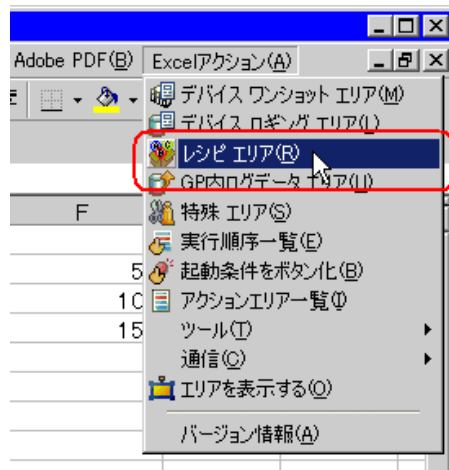 Adobe PDF(B) Excelアクション(A)
デバイス ワンショット エリア(M)
デバイス ロギング エリア(L)
レシピ エリア(R)
GP内ログデータ エリア(U)
F
特殊 エリア(S)
実行順序一覧(E)
5
起動条件をボタン化(B)
10
アクションエリア一覧(I)
15
ツール(T)
通信(C)
エリアを表示する(O)
バージョン情報(A)